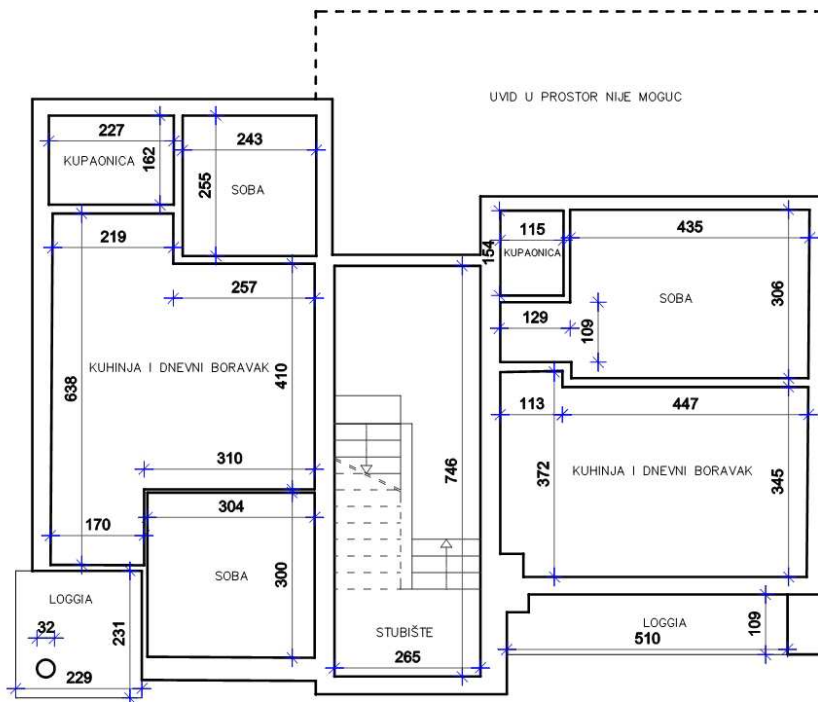 UVID U PROSTOR NIJE MOGUC
227
162
KUPAONICA
243
255
SOBA
219
257
638
KUHINJA I DNEVNI BORAVAK
410
310
170
304
300
SOBA
LOGGIA
32
231
229
746
STUBIŠTE
265
115
154
KUPAONICA
435
SOBA
306
129
109
113
447
372
KUHINJA I DNEVNI BORAVAK
345
LOGGIA
510
109